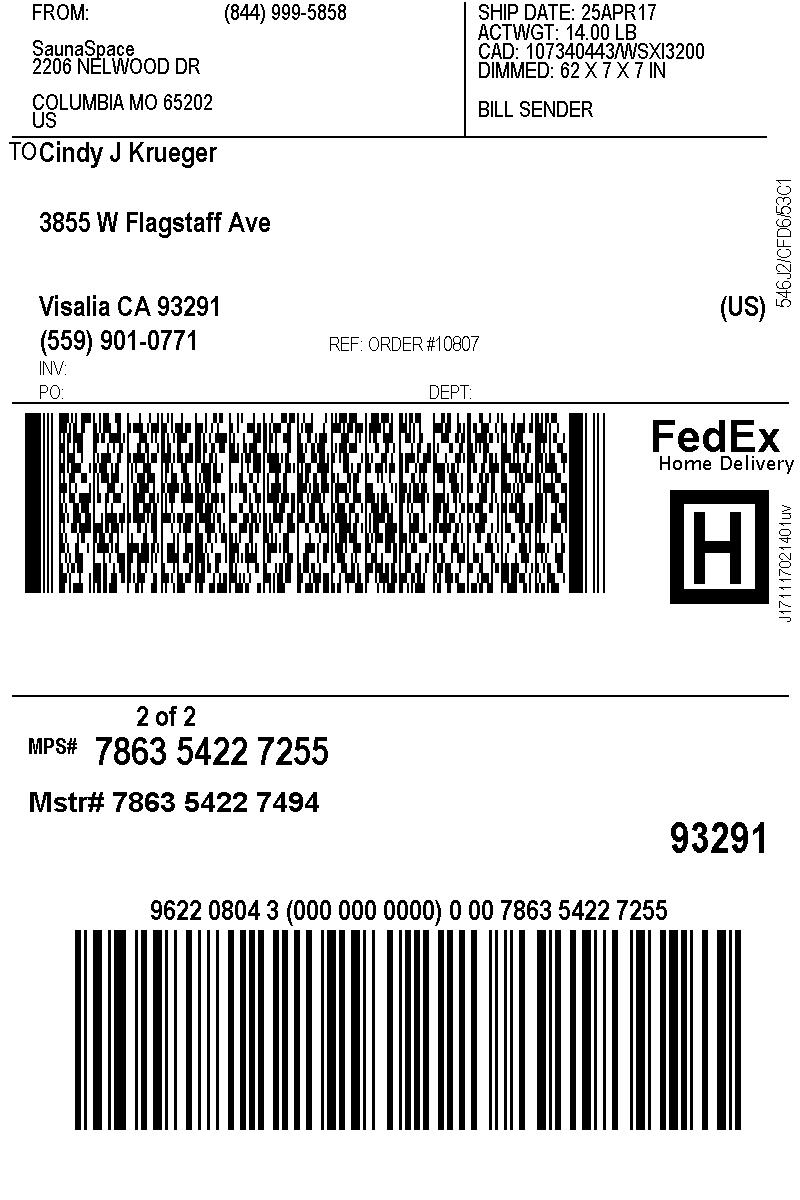 FROM: (844) 999-5858
SaunaSpace
2206 NELWOOD DR
COLUMBIA MO 65202
US
SHIP DATE: 25APR17
ACTWGT: 14.00 LB
CAD: 107340443/WSXI3200
DIMMED: 62 X 7 X 7 IN
BILL SENDER
TO Cindy J Krueger
3855 W Flagstaff Ave
Visalia CA 93291 (US)
(559) 901-0771 REF: ORDER #10807
INV:
PO: DEPT:
546J2/CFD6/53C1
FedEx
Home Delivery
H
J171117021401uv
2 of 2
MPS# 7863 5422 7255
Mstr# 7863 5422 7494
93291
9622 0804 3 (000 000 0000) 0 00 7863 5422 7255